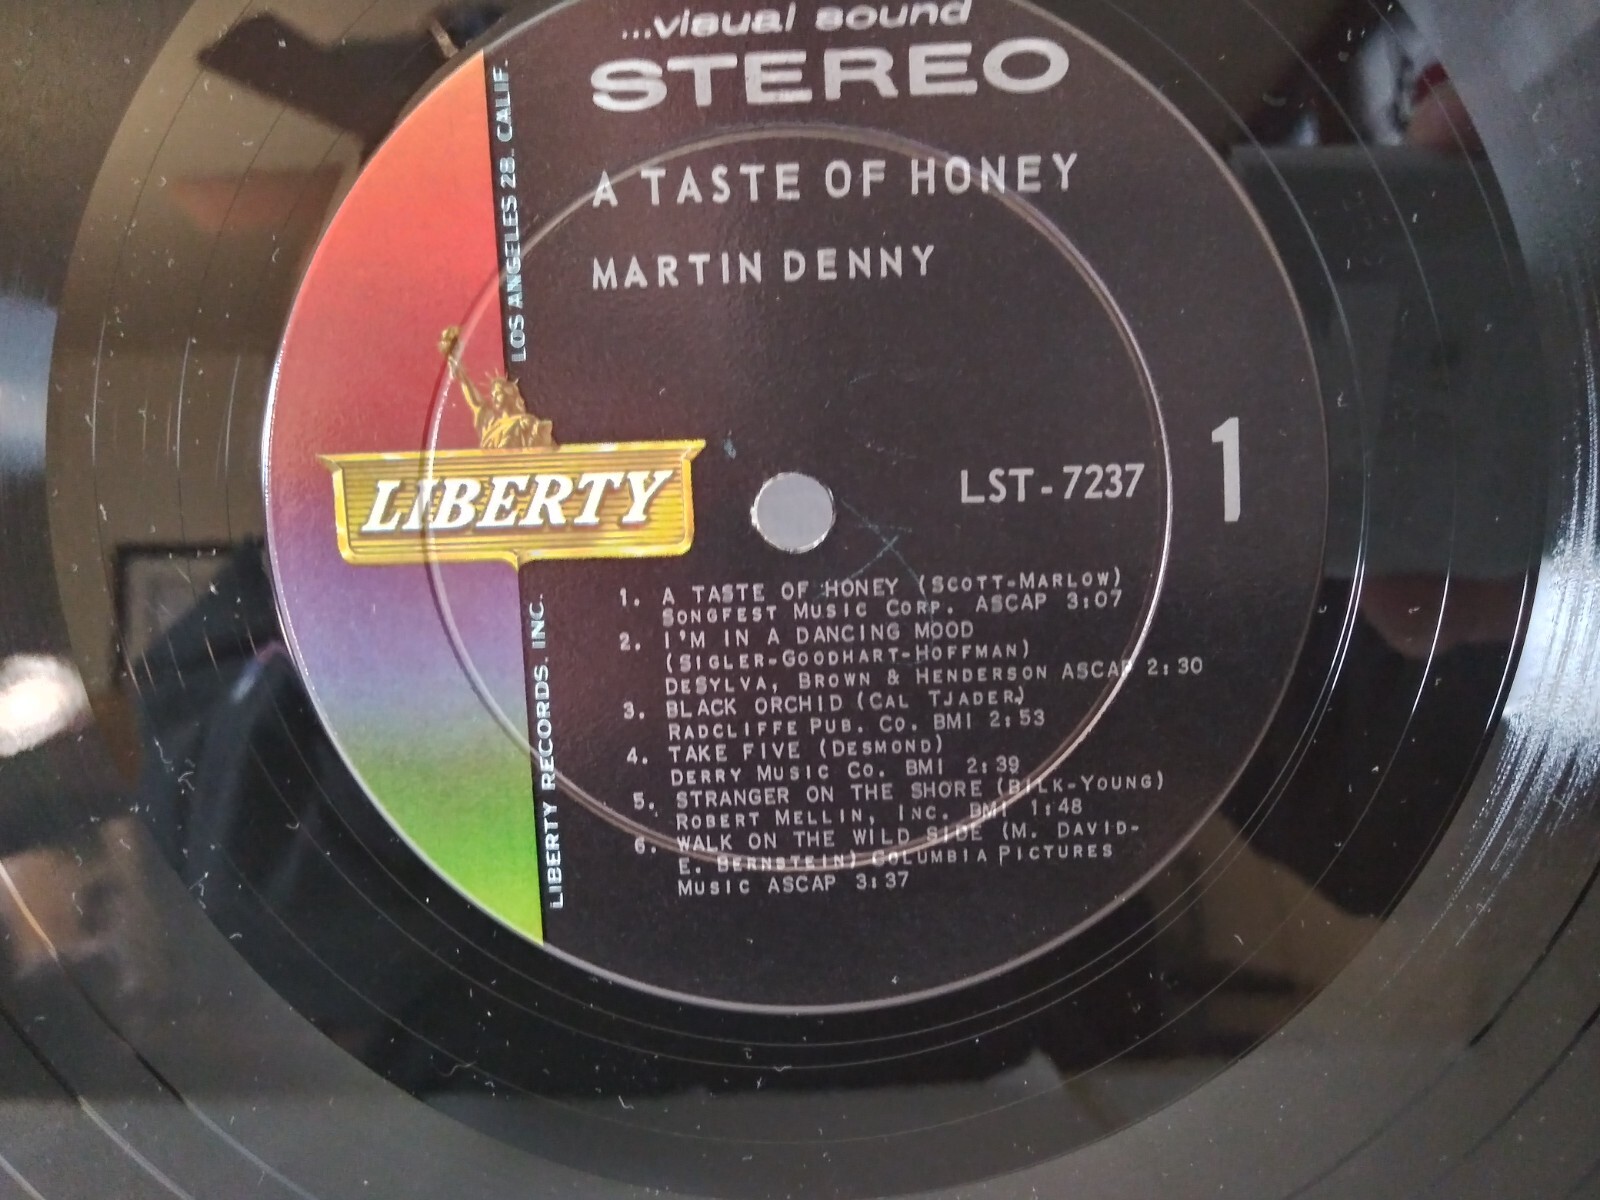 ...visual sound
STEREO
A TASTE OF HONEY
MARTIN DENNY
LOS ANGELES 28. CALIF.
LIBERTY
LIBERTY RECORDS. INC.
LST-7237
1
1. A TASTE OF HONEY (SCOTT-MARLOW)
SONGFEST MUSIC CORP. ASCAP 3:07
2. I'M IN A DANCING MOOD
(SIGLER-GOODHART-HOFFMAN)
DESYLVA, BROWN & HENDERSON ASCAP 2:30
3. BLACK ORCHID (CAL TJADER)
RADCLIFFE PUB. CO. BMI 2:53
4. TAKE FIVE (DESMOND)
DERRY MUSIC CO. BMI 2:39
5. STRANGER ON THE SHORE (BILK-YOUNG)
ROBERT MELLIN, INC. BMI 1:48
6. WALK ON THE WILD SIDE (M. DAVID-
E. BERNSTEIN) COLUMBIA PICTURES
MUSIC ASCAP 3:37